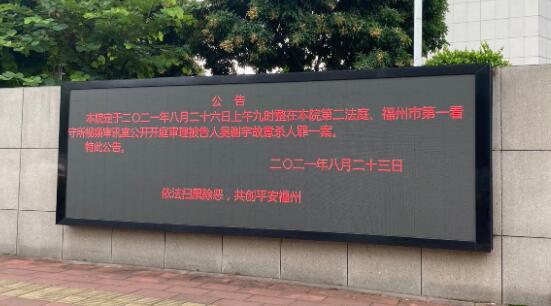 公 告
本院定于二〇二一年八月二十六日上午九时整在本院第二法庭、福州市第一看
守所视频审讯室公开开庭审理被告人吴谢宇故意杀人罪一案。
特此公告。
二〇二一年八月二十三日
依法扫黑除恶，共创平安福州